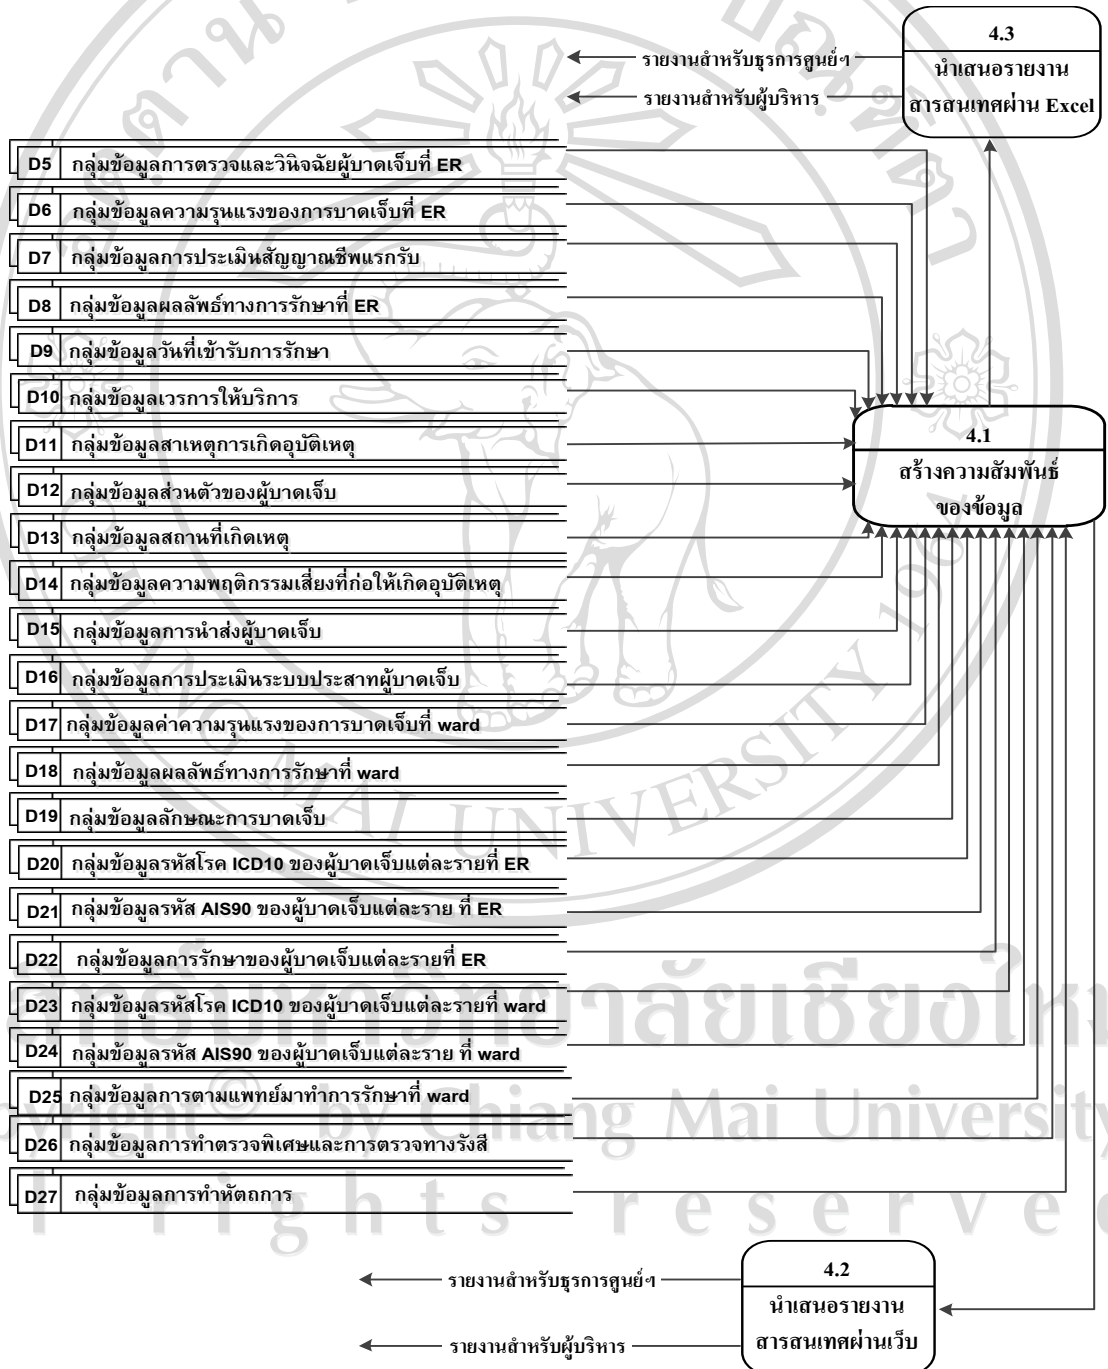 4.3
นำเสนอรายงาน
สารสนเทศผ่าน Excel
รายงานสำหรับธุรการศูนย์ฯ
รายงานสำหรับผู้บริหาร
D5 กลุ่มข้อมูลการตรวจและวินิจฉัยผู้บาดเจ็บที่ ER
D6 กลุ่มข้อมูลความรุนแรงของการบาดเจ็บที่ ER
D7 กลุ่มข้อมูลการประเมินสัญญาณชีพแรกรับ
D8 กลุ่มข้อมูลผลลัพธ์ทางการรักษาที่ ER
D9 กลุ่มข้อมูลวันที่เข้ารับการรักษา
D10 กลุ่มข้อมูลเวรการให้บริการ
D11 กลุ่มข้อมูลสาเหตุการเกิดอุบัติเหตุ
D12 กลุ่มข้อมูลส่วนตัวของผู้บาดเจ็บ
D13 กลุ่มข้อมูลสถานที่เกิดเหตุ
D14 กลุ่มข้อมูลความพฤติกรรมเสี่ยงที่ก่อให้เกิดอุบัติเหตุ
D15 กลุ่มข้อมูลการนำส่งผู้บาดเจ็บ
D16 กลุ่มข้อมูลการประเมินระบบประสาทผู้บาดเจ็บ
D17 กลุ่มข้อมูลค่าความรุนแรงของการบาดเจ็บที่ ward
D18 กลุ่มข้อมูลผลลัพธ์ทางการรักษาที่ ward
D19 กลุ่มข้อมูลลักษณะการบาดเจ็บ
D20 กลุ่มข้อมูลรหัสโรค ICD10 ของผู้บาดเจ็บแต่ละรายที่ ER
D21 กลุ่มข้อมูลรหัส AIS90 ของผู้บาดเจ็บแต่ละราย ที่ ER
D22 กลุ่มข้อมูลการรักษาของผู้บาดเจ็บแต่ละรายที่ ER
D23 กลุ่มข้อมูลรหัสโรค ICD10 ของผู้บาดเจ็บแต่ละรายที่ ward
D24 กลุ่มข้อมูลรหัส AIS90 ของผู้บาดเจ็บแต่ละราย ที่ ward
D25 กลุ่มข้อมูลการตามแพทย์มาทำการรักษาที่ ward
D26 กลุ่มข้อมูลการทำตรวจพิเศษและการตรวจทางรังสี
D27 กลุ่มข้อมูลการทำหัตถการ
4.1
สร้างความสัมพันธ์
ของข้อมูล
4.2
นำเสนอรายงาน
สารสนเทศผ่านเว็บ
รายงานสำหรับธุรการศูนย์ฯ
รายงานสำหรับผู้บริหาร
CHIANG MAI UNIVERSITY 1964
by Chiang Mai University
rights reserve